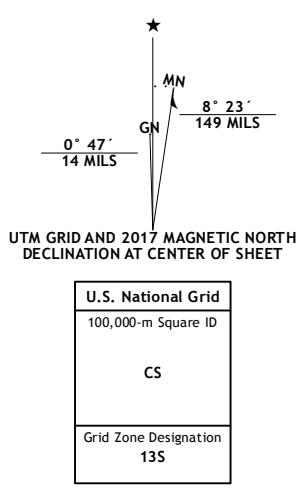 ★
MN
8° 23´
149 MILS
GN
0° 47´
14 MILS
UTM GRID AND 2017 MAGNETIC NORTH
DECLINATION AT CENTER OF SHEET
U.S. National Grid
100,000-m Square ID
CS
Grid Zone Designation
13S